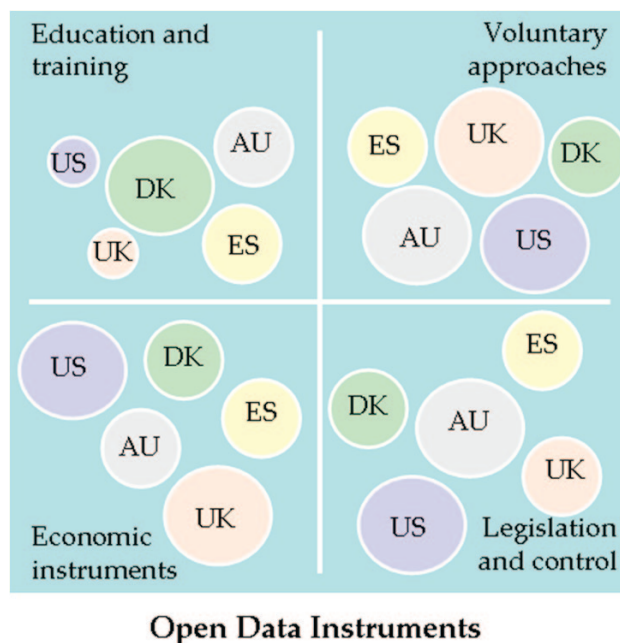 Education and
training
US
DK
AU
UK
ES
Voluntary
approaches
ES
UK
DK
AU
US
US
DK
ES
AU
UK
Economic
instruments
ES
DK
AU
UK
US
Legislation
and control
Open Data Instruments